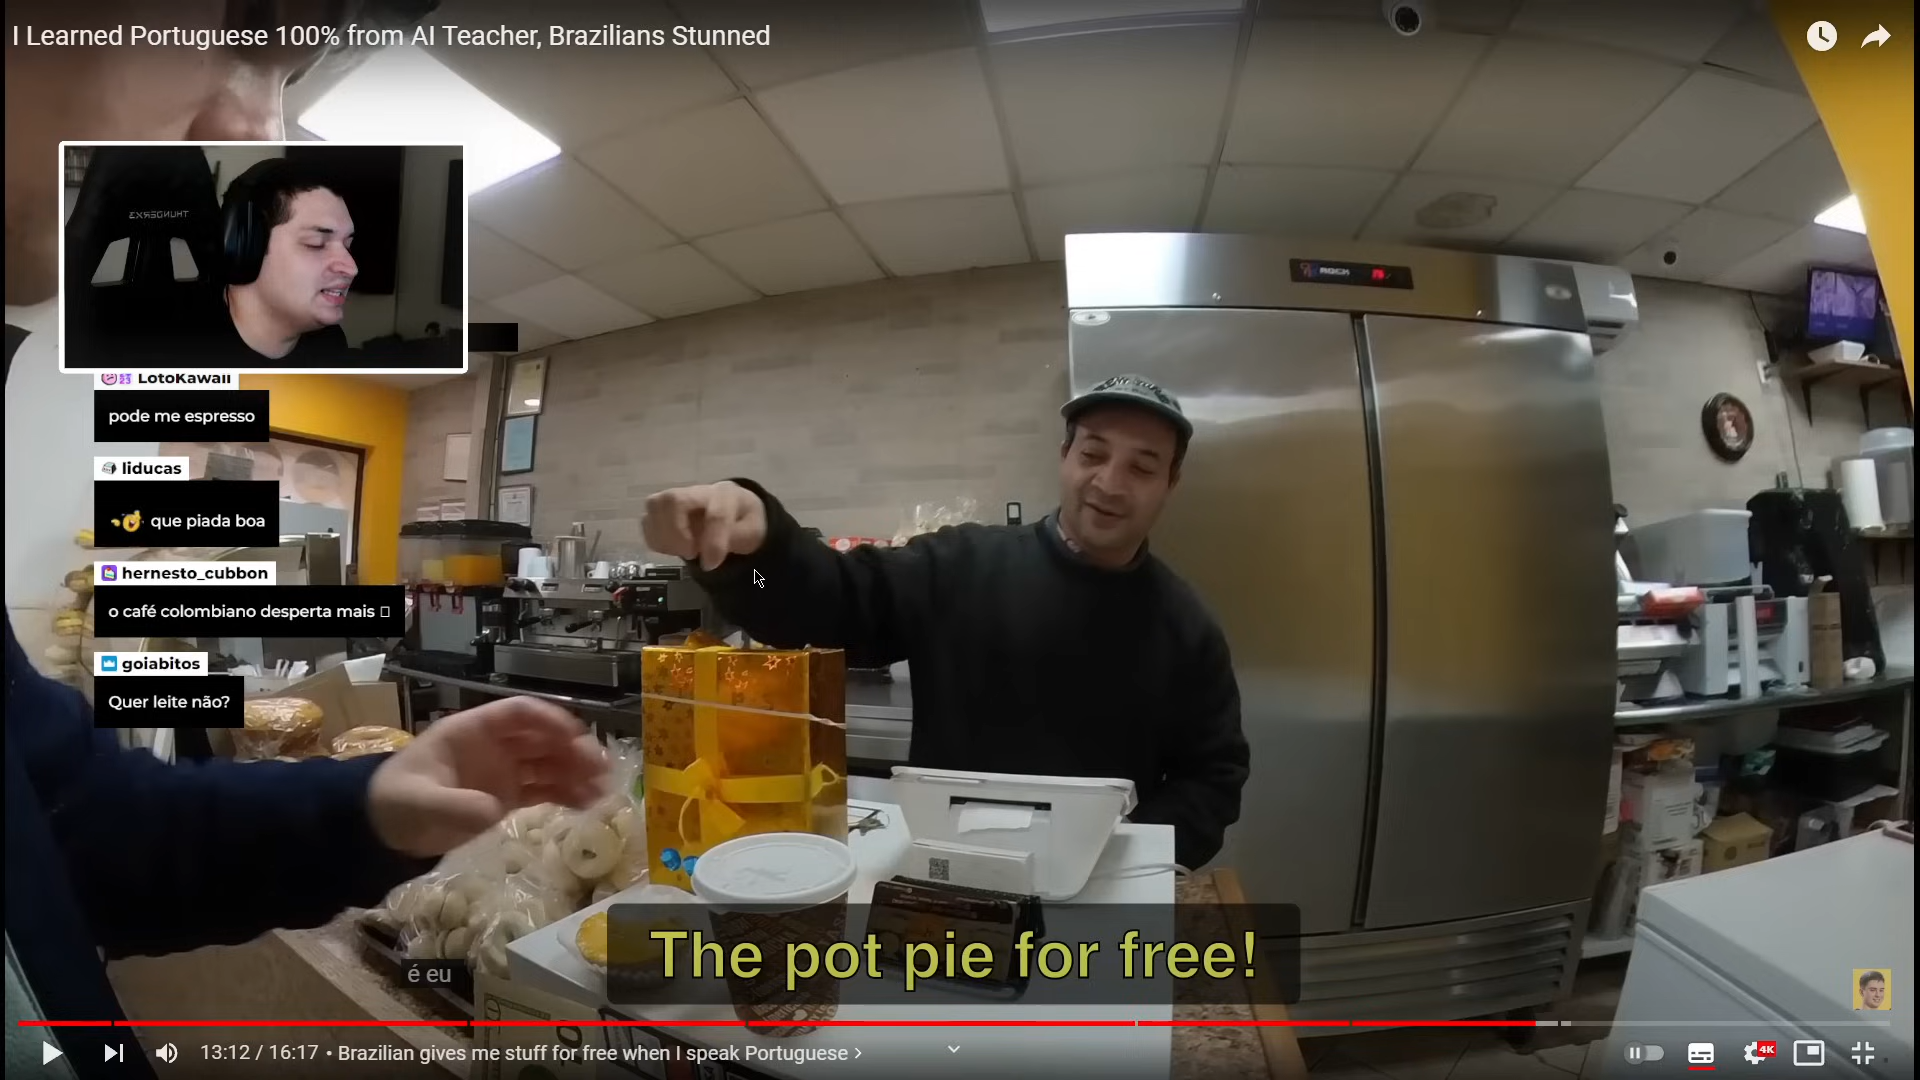 I Learned Portuguese 100% from AI Teacher, Brazilians Stunned
LotoKawaii
pode me espresso
liducas
que piada boa
hernesto_cubbon
o café colombiano desperta mais
goiabitos
Quer leite não?
é eu
The pot pie for free!
13:12 / 16:17 • Brazilian gives me stuff for free when I speak Portuguese
4K